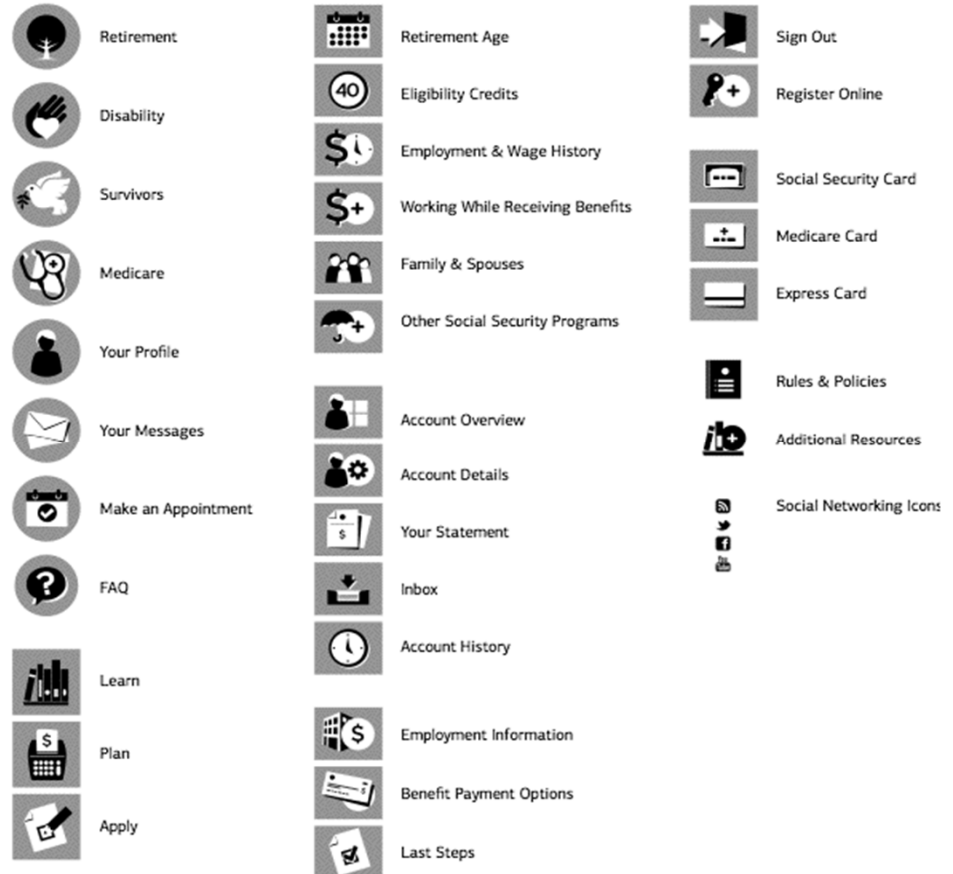 Retirement
Disability
Survivors
Medicare
Your Profile
Your Messages
Make an Appointment
?
FAQ
Learn
$
Plan
Apply
Retirement Age
40
Eligibility Credits
$
Employment & Wage History
$+
Working While Receiving Benefits
Family & Spouses
+
Other Social Security Programs
Account Overview
Account Details
$
Your Statement
Inbox
Account History
$
Employment Information
Benefit Payment Options
Last Steps
Sign Out
+
Register Online
Social Security Card
+
Medicare Card
Express Card
Rules & Policies
+
Additional Resources
Social Networking Icons
f
You
Tube